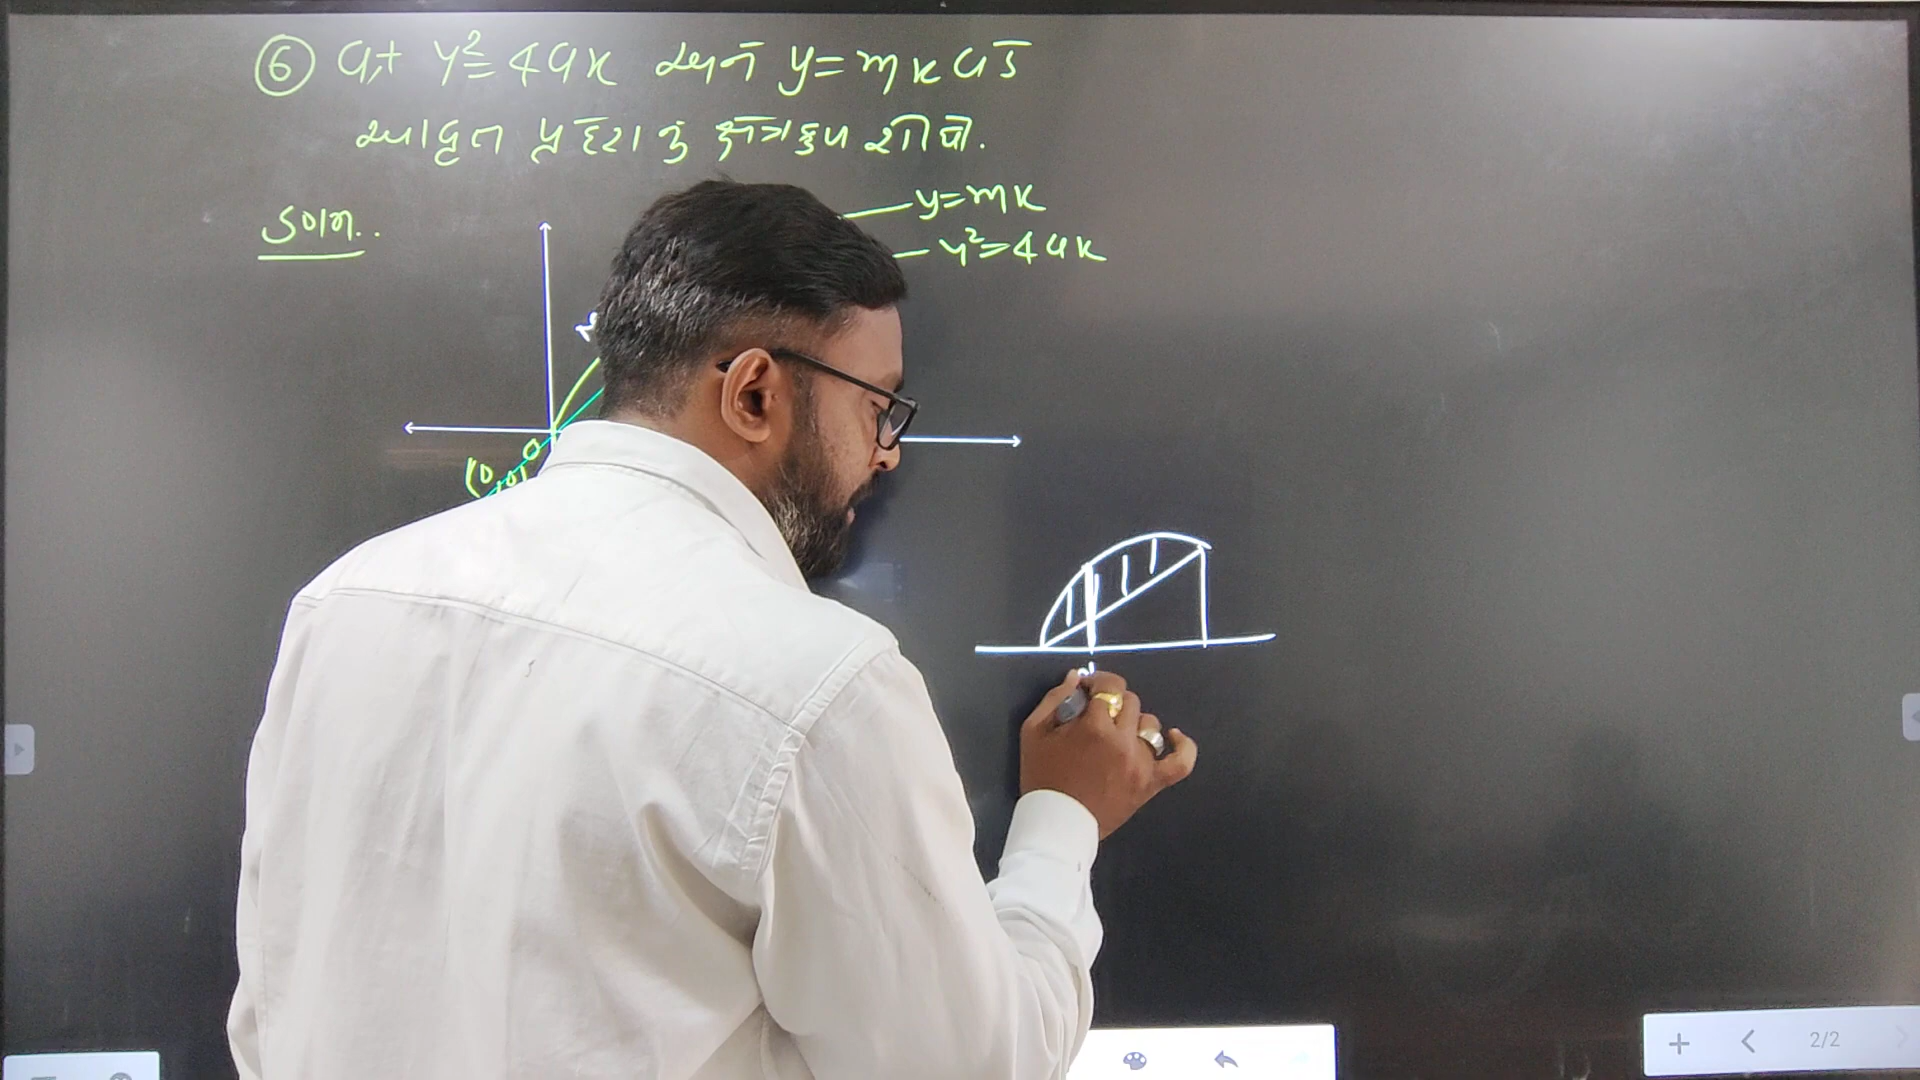 ⑥ વક્ર y² = 4ax અને y = mx વડે
આવૃત્ત પ્રદેશનું ક્ષેત્રફળ શોધો.
y = mx
Soln..
y² = 4ax
0
(0,0)
2/2